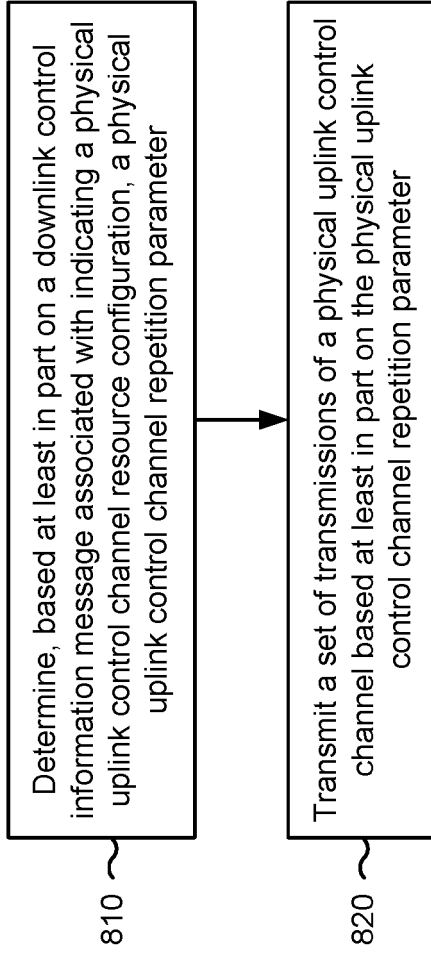 810
Determine, based at least in part on a downlink control
information message associated with indicating a physical
uplink control channel resource configuration, a physical
uplink control channel repetition parameter
820
Transmit a set of transmissions of a physical uplink control
channel based at least in part on the physical uplink
control channel repetition parameter